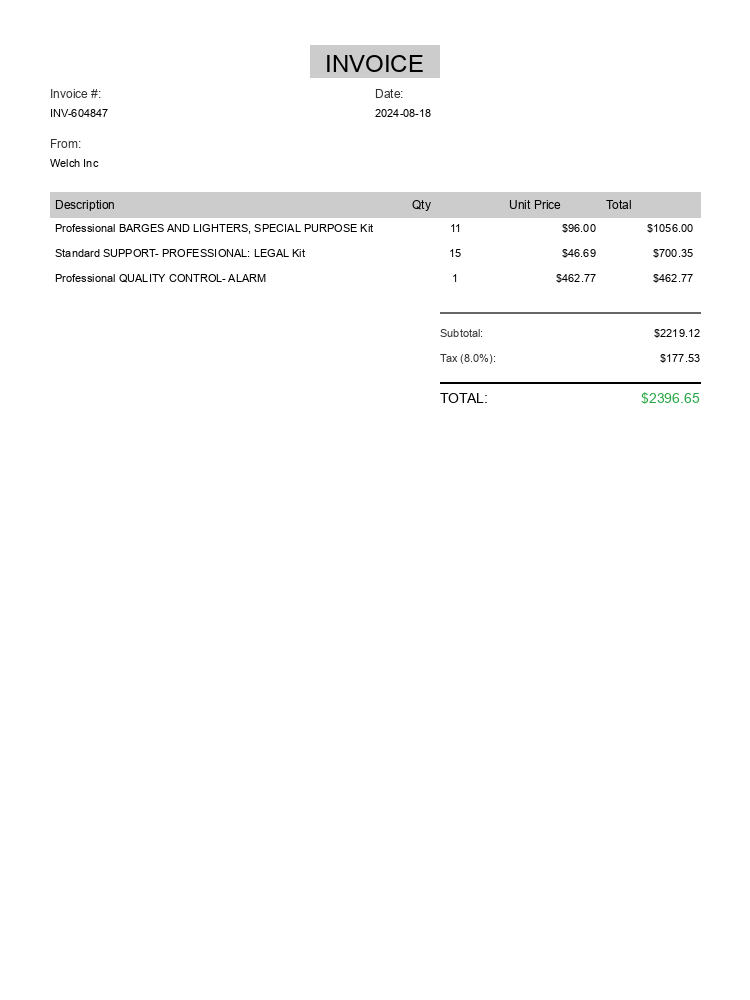 INVOICE
Invoice #: Date:
INV-604847 2024-08-18
From:
Welch Inc
Description Qty Unit Price Total
Professional BARGES AND LIGHTERS, SPECIAL PURPOSE Kit 11 $96.00 $1056.00
Standard SUPPORT- PROFESSIONAL: LEGAL Kit 15 $46.69 $700.35
Professional QUALITY CONTROL- ALARM 1 $462.77 $462.77
Subtotal: $2219.12
Tax (8.0%): $177.53
TOTAL: $2396.65